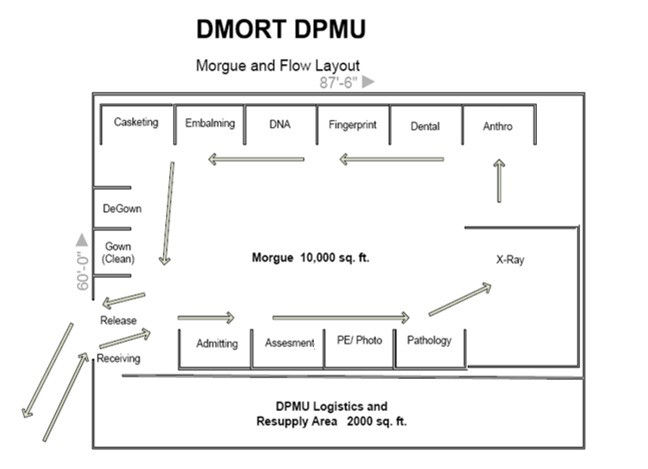 DMORT DPMU
Morgue and Flow Layout
87'-6"
Casketing
Embalming
DNA
Fingerprint
Dental
Anthro
DeGown
Gown
(Clean)
60'-0"
Morgue 10,000 sq. ft.
X-Ray
Release
Receiving
Admitting
Assesment
PE/ Photo
Pathology
DPMU Logistics and
Resupply Area 2000 sq. ft.